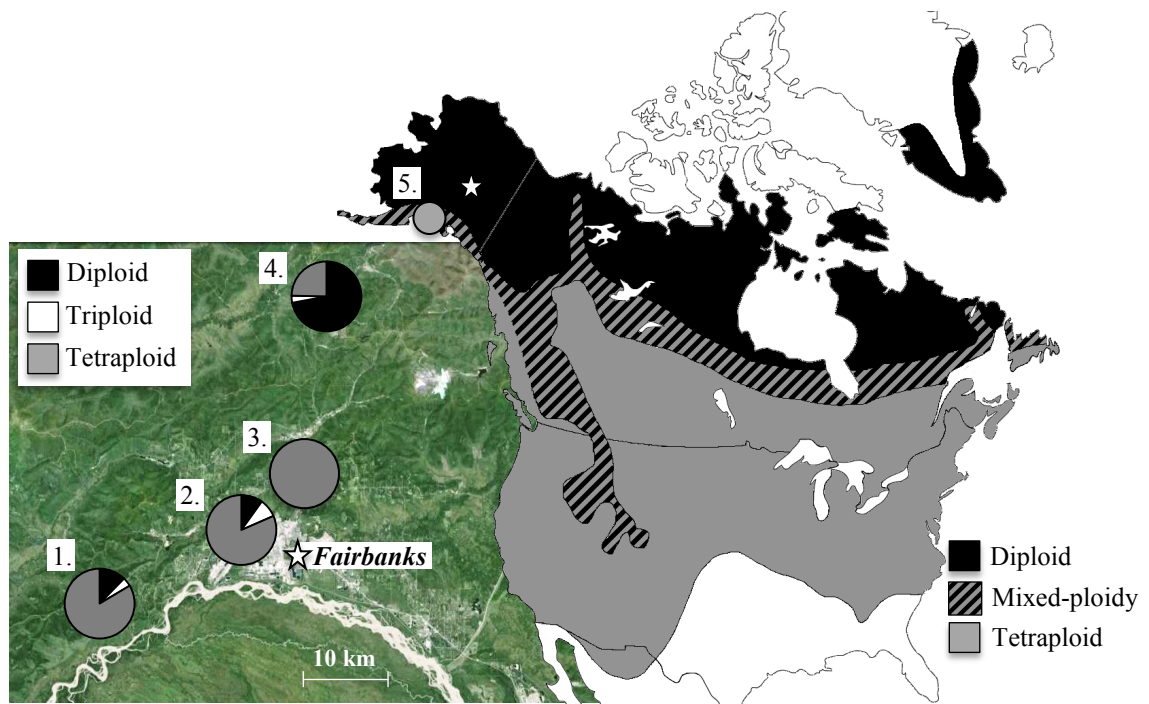 5.
Diploid
Triploid
Tetraploid
4.
3.
2.
Fairbanks
1.
10 km
Diploid
Mixed-ploidy
Tetraploid